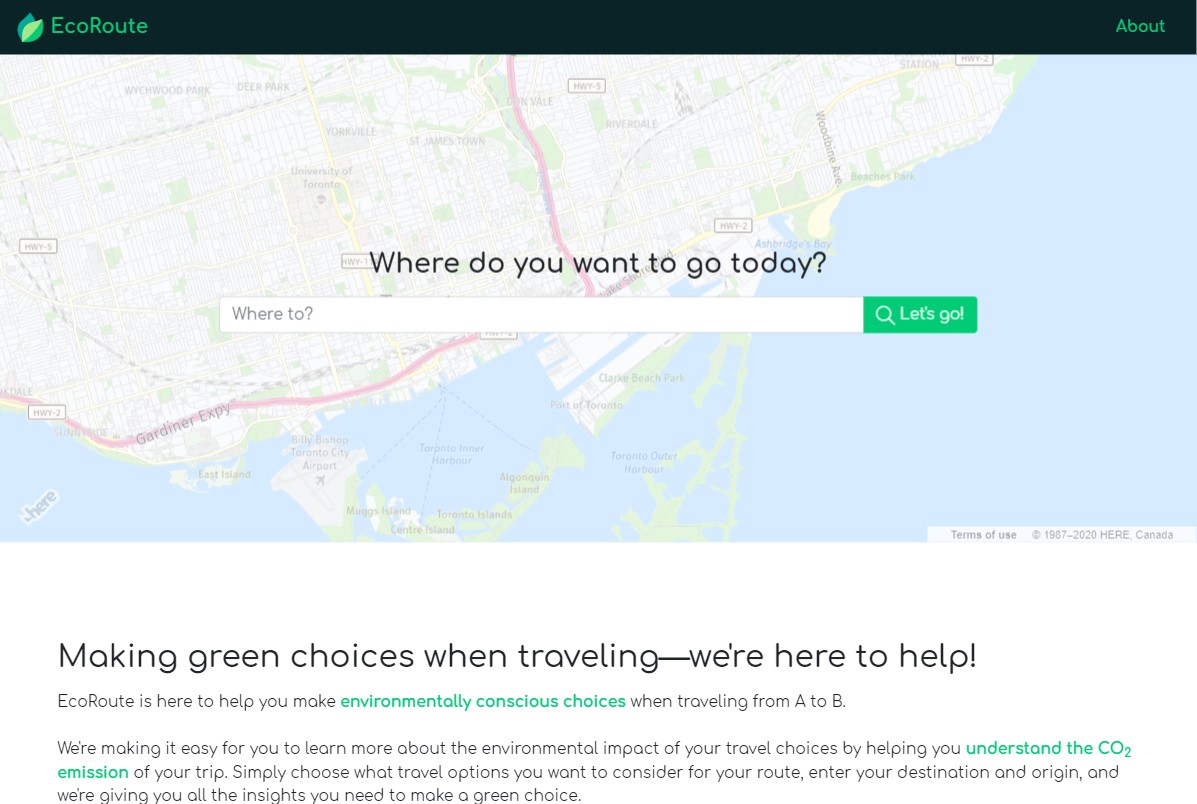 EcoRoute
About
STATION
HWY-2
HWY-5
WYCHWOOD PARK
DEER PARK
DON VALE
RIVERDALE
YORKVILLE
ST JAMES TOWN
Woodbine Ave.
University of
Toronto
Beaches Park
HWY-2
HWY-5
Ashbridge's Bay
Where do you want to go today?
Lake Shore
Where to?
Let's go!
HWY-2
Clarke Beach Park
Port of Toronto
HWY-2
Gardiner Expy
SUNNYSIDE
Billy Bishop
Toronto City
Airport
Toronto Inner
Harbour
Toronto Outer
Harbour
East Island
Algonquin
Island
here
Muggs Island
Toronto Islands
Centre Island
Terms of use © 1987–2020 HERE, Canada
Making green choices when traveling—we're here to help!
EcoRoute is here to help you make environmentally conscious choices when traveling from A to B.
We're making it easy for you to learn more about the environmental impact of your travel choices by helping you understand the CO₂
emission of your trip. Simply choose what travel options you want to consider for your route, enter your destination and origin, and
we're giving you all the insights you need to make a green choice.